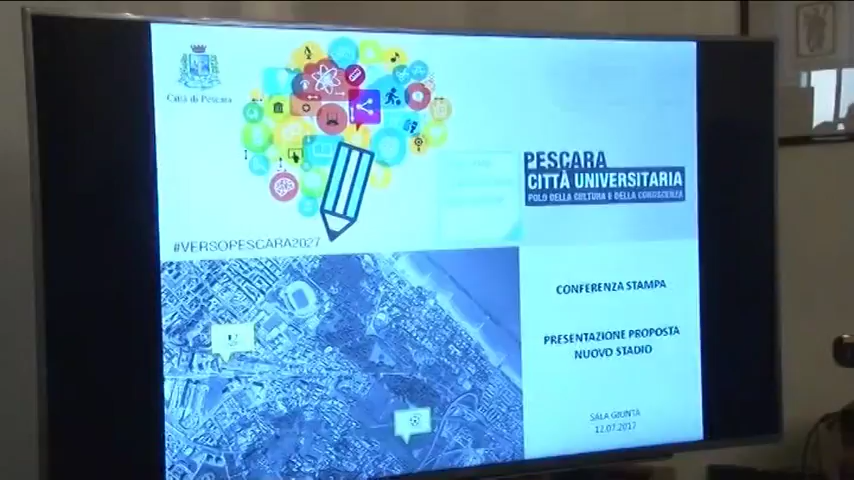 Città di Pescara
#VERSOPESCARA2027
PESCARA
CITTÀ UNIVERSITARIA
POLO DELLA CULTURA E DELLA CONOSCENZA
CONFERENZA STAMPA
PRESENTAZIONE PROPOSTA
NUOVO STADIO
SALA GIUNTA
12.07.2017